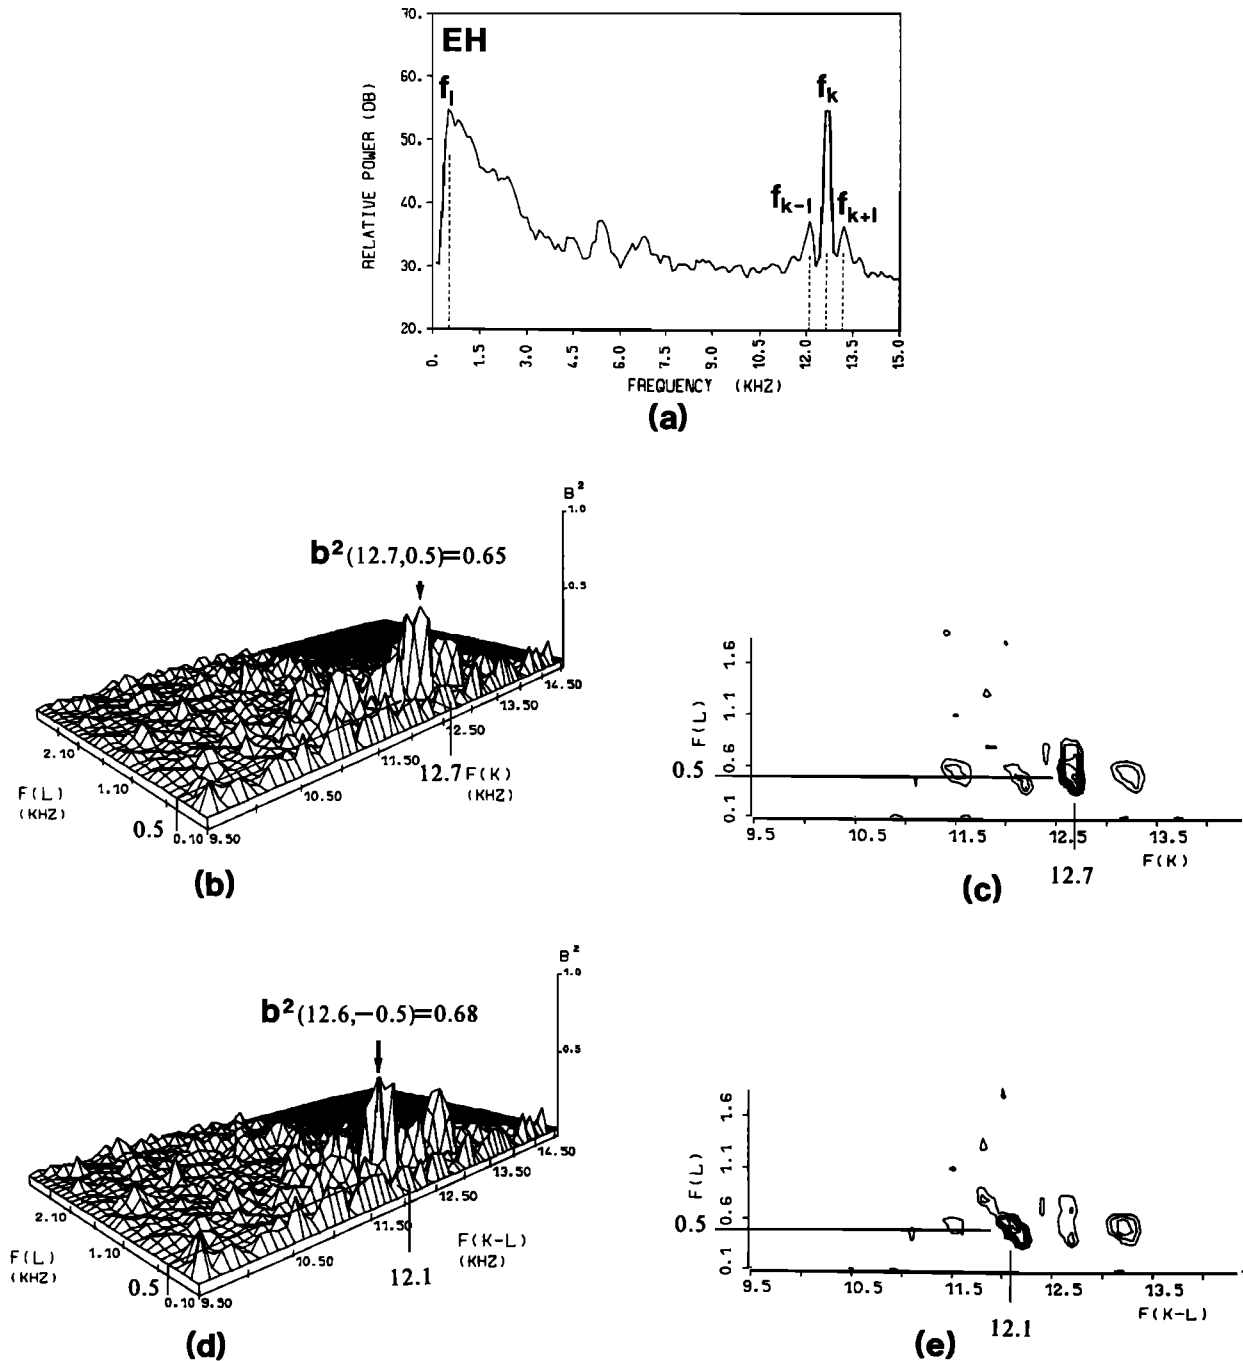 EH
70.
60.
50.
40.
30.
20.
RELATIVE POWER (DB)
fl
fk
fk-l
fk+l
0. 1.5 3.0 4.5 6.0 7.5 9.0 10.5 12.0 13.5 15.0
FREQUENCY (KHZ)
(a)
B²
1.0
0.5
b²(12.7,0.5)=0.65
14.50
13.50
12.50
11.50
10.50
9.50
12.7 F(K)
(KHZ)
2.10
1.10
0.10
F(L)
(KHZ)
0.5
(b)
1.6
1.1
0.6
0.1
F(L)
0.5
9.5 10.5 11.5 12.5 13.5
F(K)
12.7
(c)
B²
1.0
0.5
b²(12.6,−0.5)=0.68
14.50
13.50
12.50
11.50
10.50
9.50
F(K-L)
(KHZ)
12.1
2.10
1.10
0.10
F(L)
(KHZ)
0.5
(d)
1.6
1.1
0.6
0.1
F(L)
0.5
9.5 10.5 11.5 12.5 13.5
F(K-L)
12.1
(e)